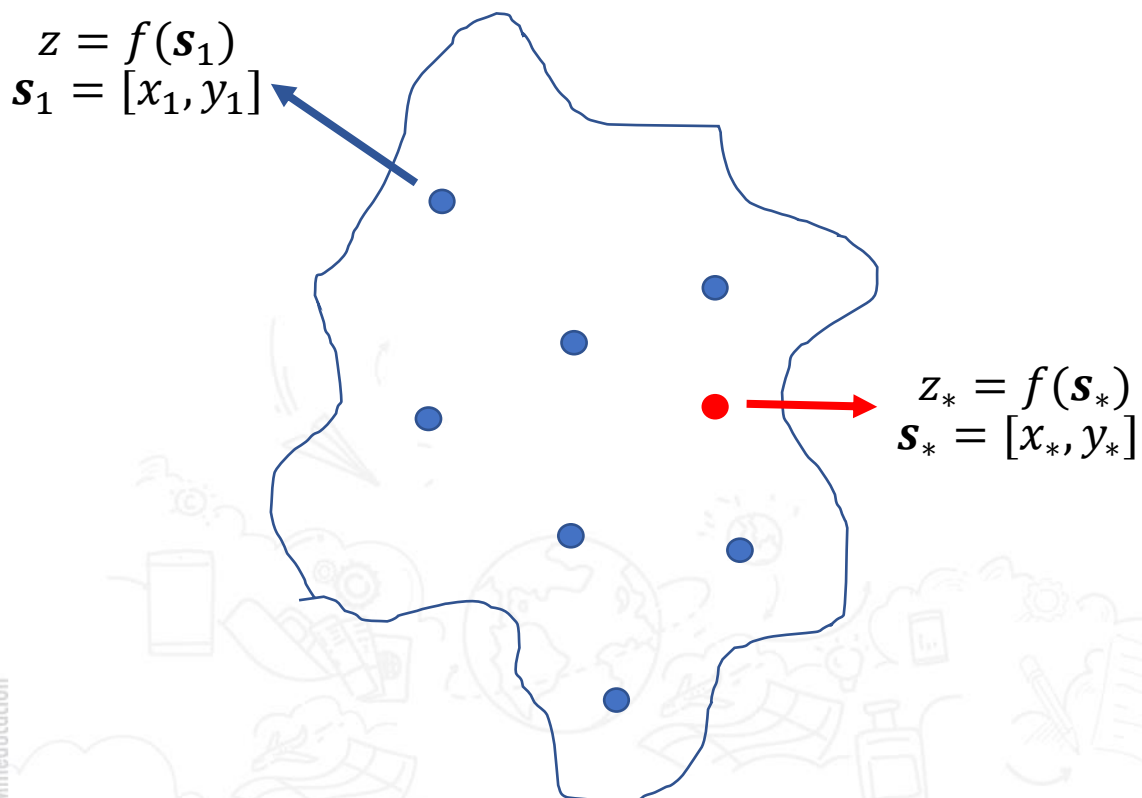 z = f(s₁)
s₁ = [x₁, y₁]
z∗ = f(s∗)
s∗ = [x∗, y∗]